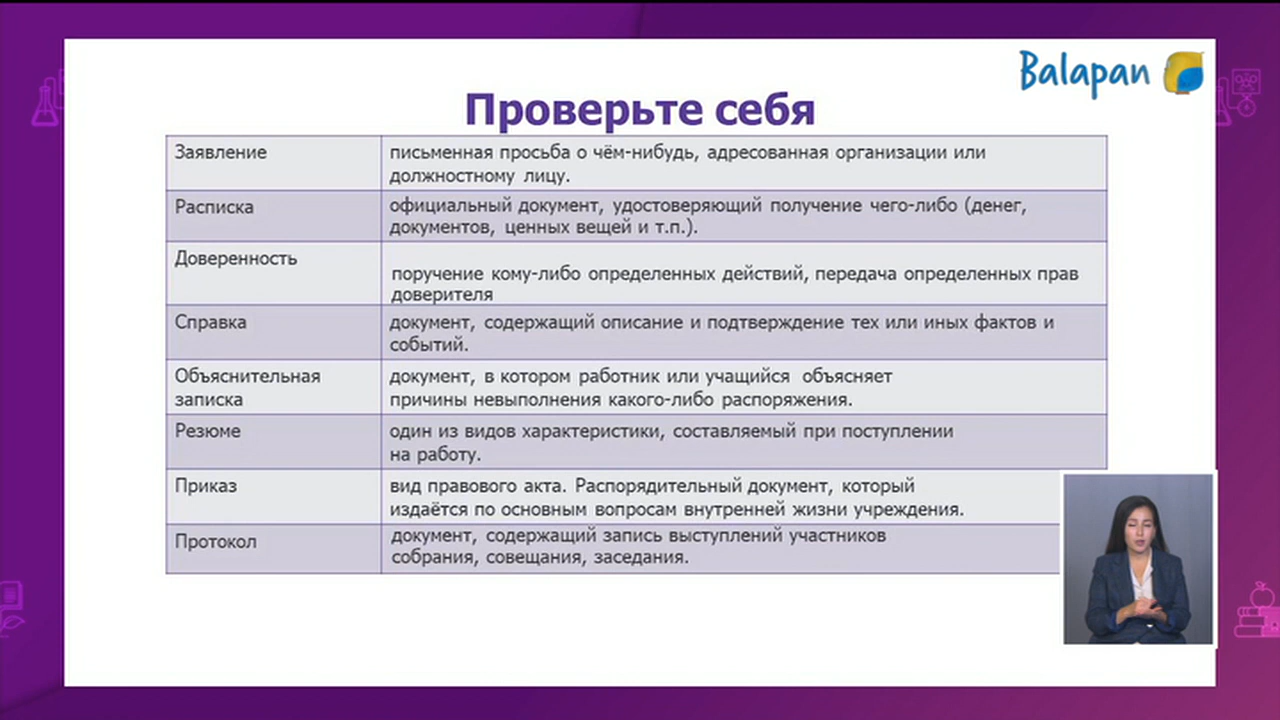 Balapan
Проверьте себя
Заявление
письменная просьба о чём-нибудь, адресованная организации или
должностному лицу.
Расписка
официальный документ, удостоверяющий получение чего-либо (денег,
документов, ценных вещей и т.п.).
Доверенность
поручение кому-либо определенных действий, передача определенных прав
доверителя
Справка
документ, содержащий описание и подтверждение тех или иных фактов и
событий.
Объяснительная
записка
документ, в котором работник или учащийся объясняет
причины невыполнения какого-либо распоряжения.
Резюме
один из видов характеристики, составляемый при поступлении
на работу.
Приказ
вид правового акта. Распорядительный документ, который
издаётся по основным вопросам внутренней жизни учреждения.
Протокол
документ, содержащий запись выступлений участников
собрания, совещания, заседания.